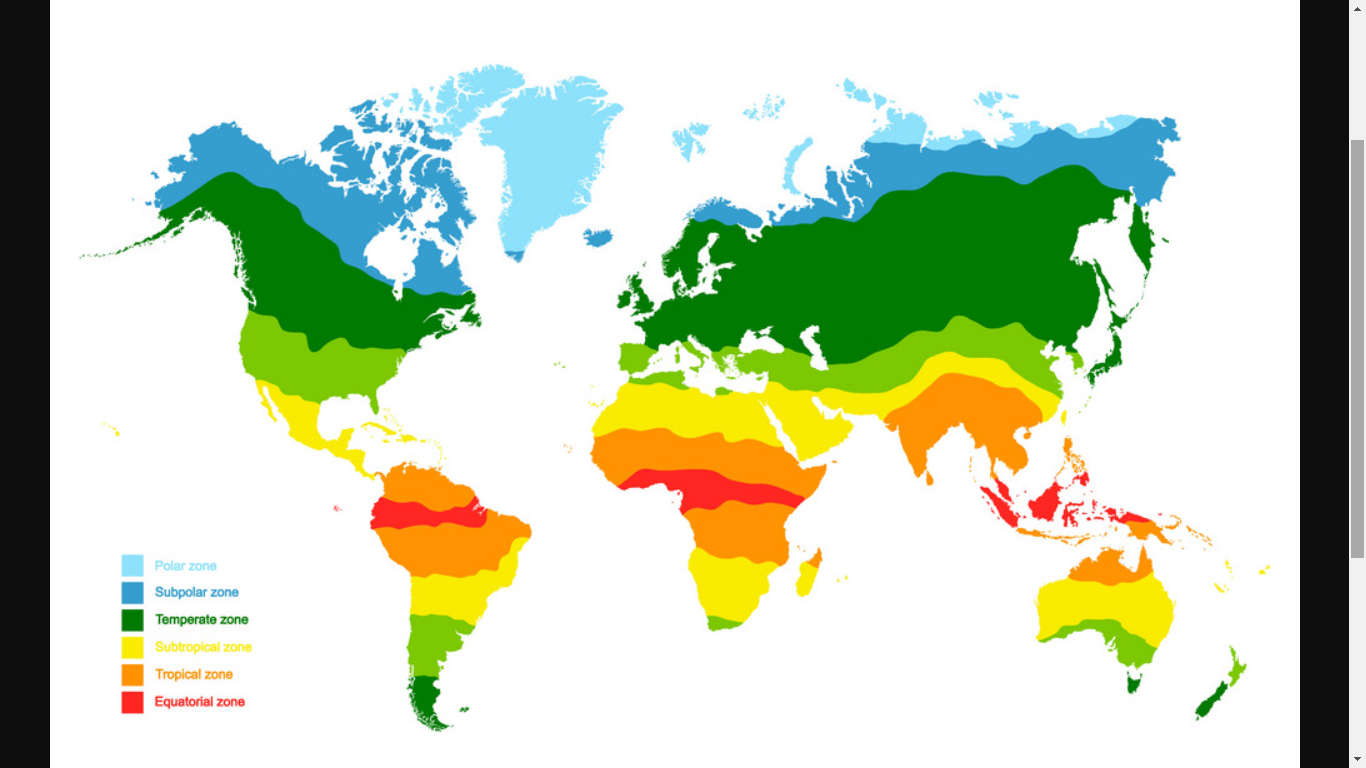 Polar zone
Subpolar zone
Temperate zone
Subtropical zone
Tropical zone
Equatorial zone